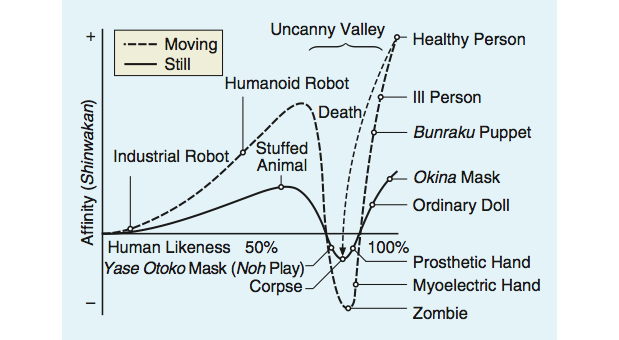 +
Moving
Still
Uncanny Valley
Healthy Person
Humanoid Robot
Death
Ill Person
Bunraku Puppet
Industrial Robot
Stuffed
Animal
Okina Mask
Ordinary Doll
Affinity (Shinwakan)
Human Likeness 50%
100%
Yase Otoko Mask (Noh Play)
Prosthetic Hand
Corpse
Myoelectric Hand
–
Zombie